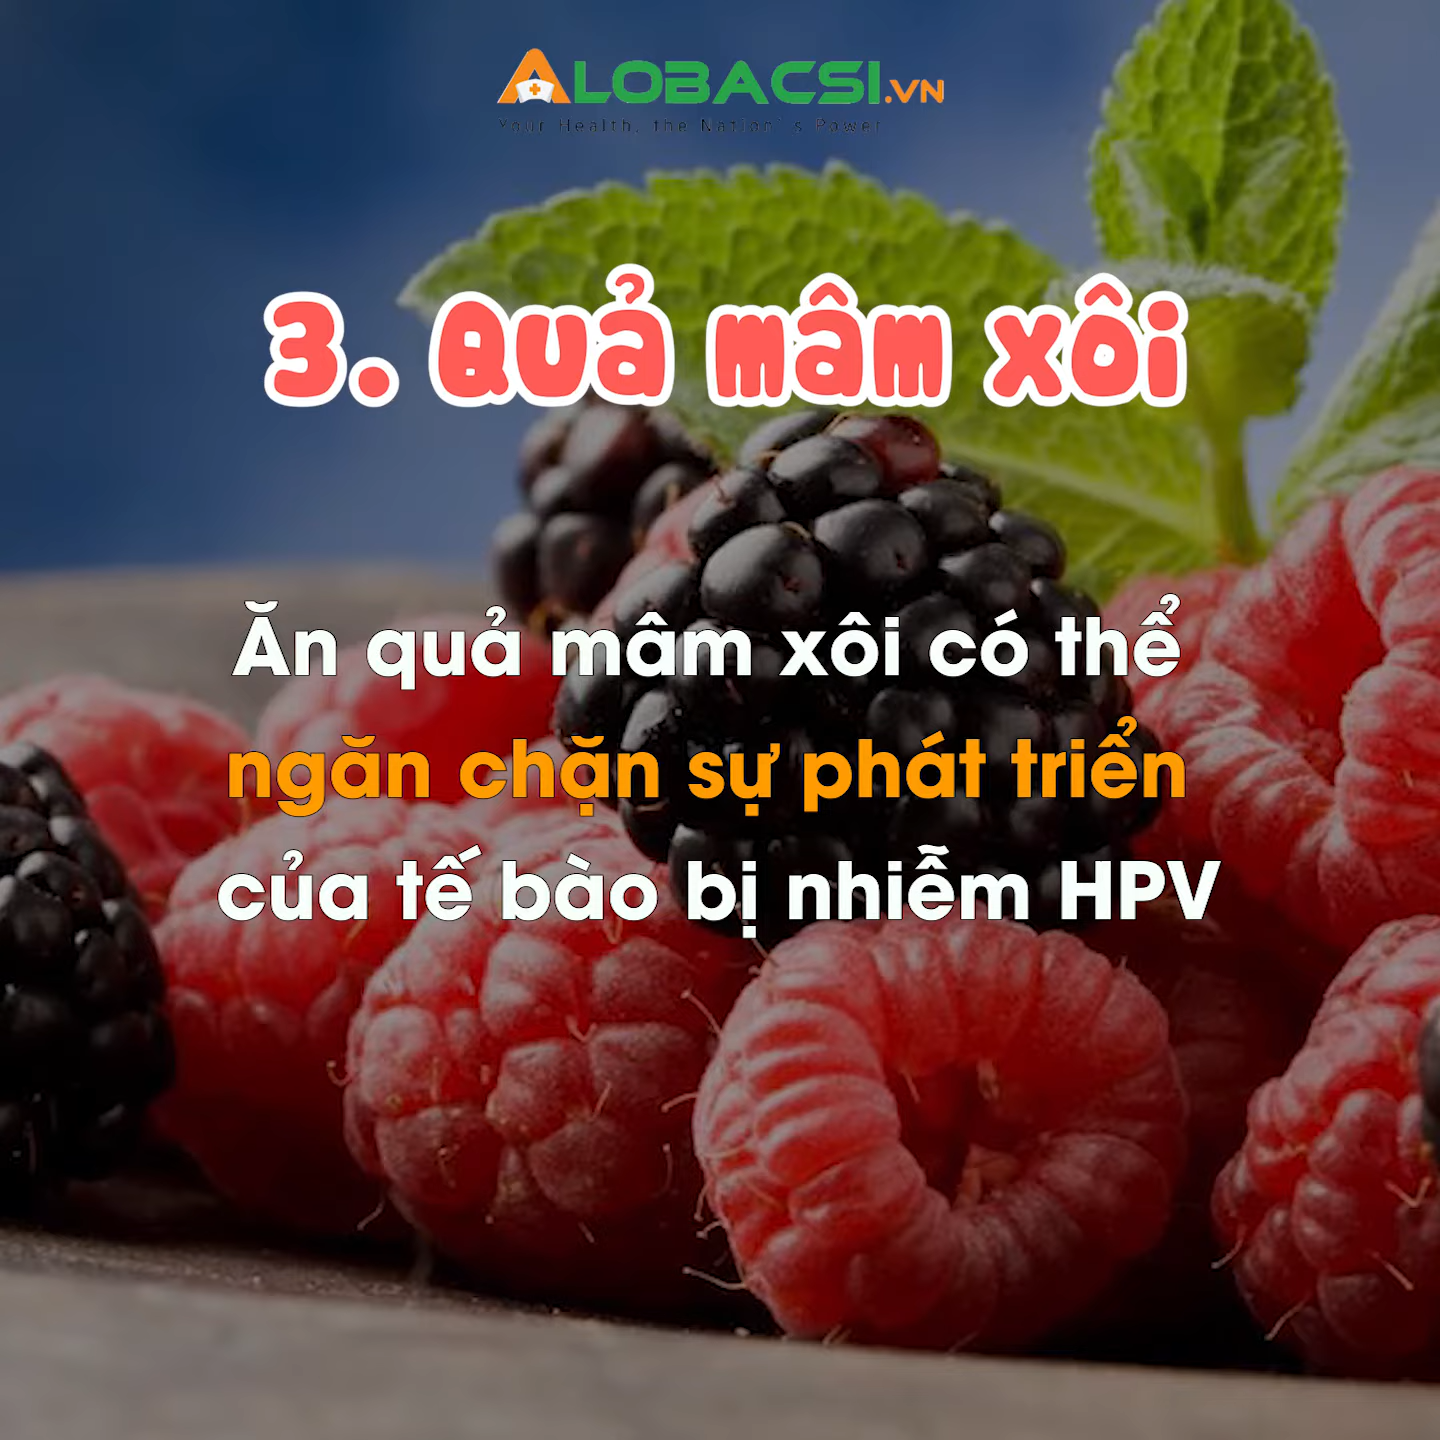 ALOBACSI.VN
Your Health, the Nation's Power
3. Quả mâm xôi
Ăn quả mâm xôi có thể
ngăn chặn sự phát triển
của tế bào bị nhiễm HPV